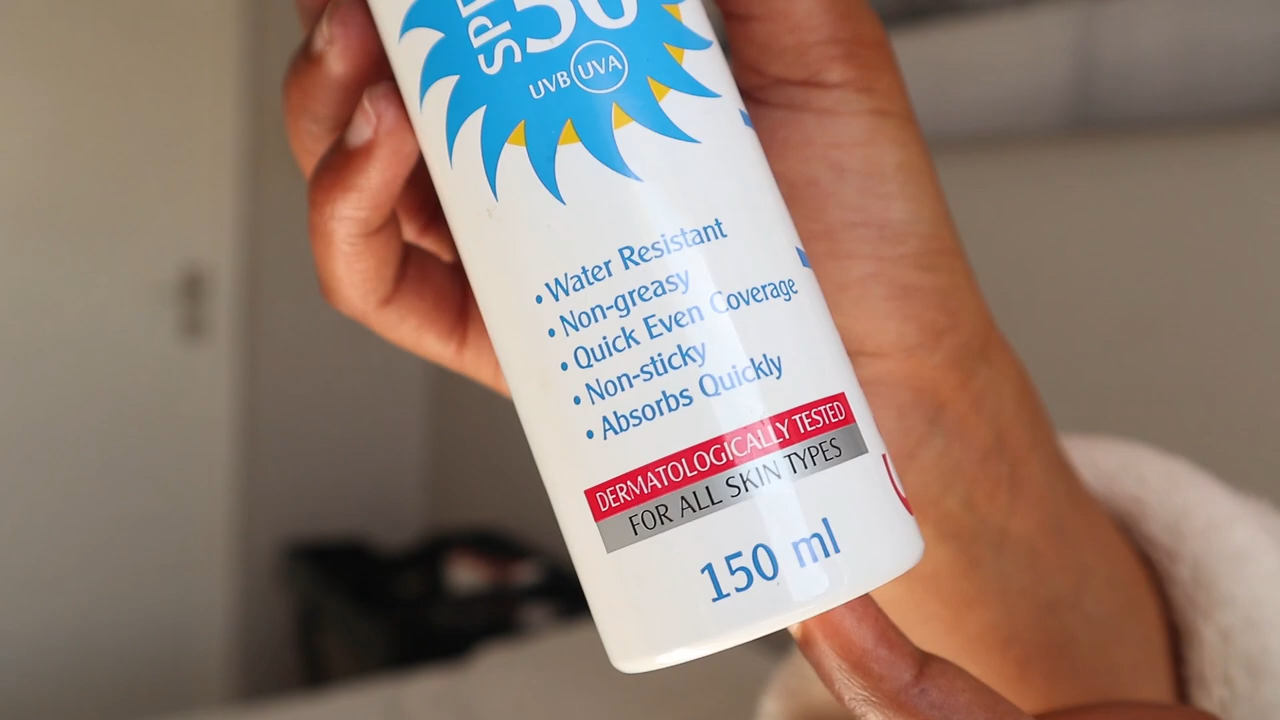 SPF
UVB UVA
• Water Resistant
• Non-greasy
• Quick Even Coverage
• Non-sticky
• Absorbs Quickly
DERMATOLOGICALLY TESTED
FOR ALL SKIN TYPES
150 ml